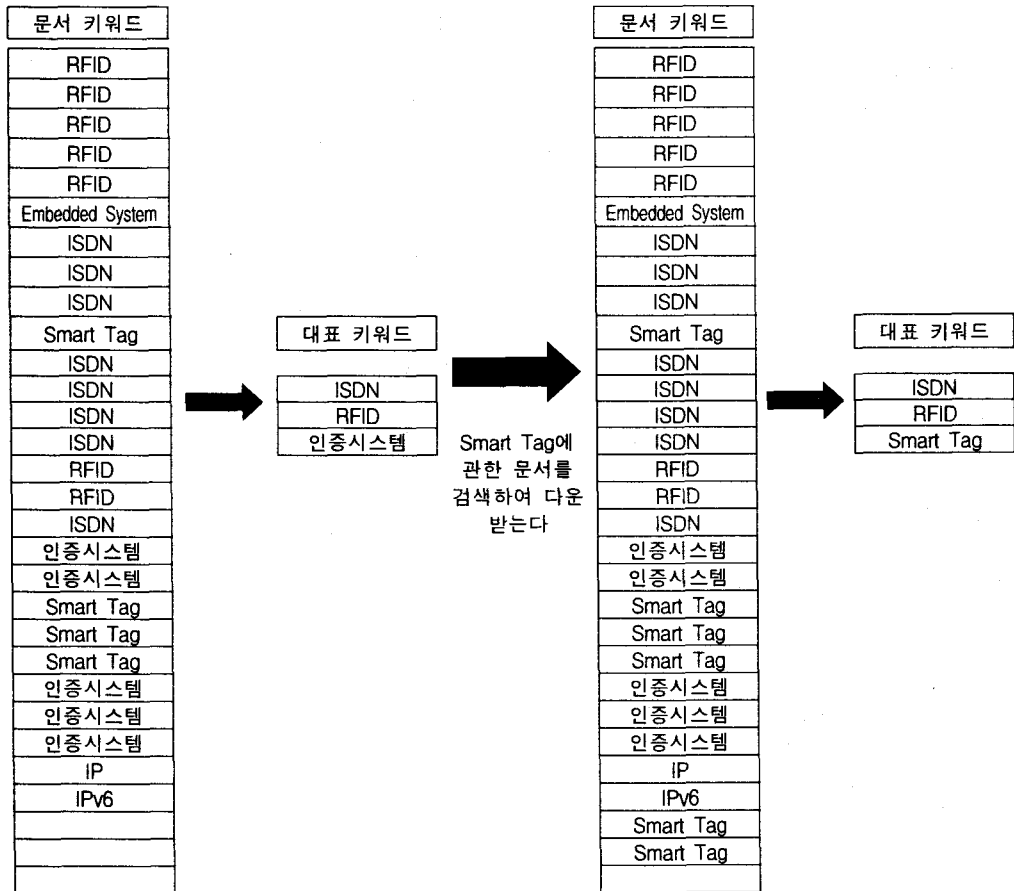 문서 키워드
RFID
RFID
RFID
RFID
RFID
Embedded System
ISDN
ISDN
ISDN
Smart Tag
ISDN
ISDN
ISDN
ISDN
RFID
RFID
ISDN
인증시스템
인증시스템
Smart Tag
Smart Tag
Smart Tag
인증시스템
인증시스템
인증시스템
IP
IPv6
대표 키워드
ISDN
RFID
인증시스템
Smart Tag에
관한 문서를
검색하여 다운
받는다
문서 키워드
RFID
RFID
RFID
RFID
RFID
Embedded System
ISDN
ISDN
ISDN
Smart Tag
ISDN
ISDN
ISDN
ISDN
RFID
RFID
ISDN
인증시스템
인증시스템
Smart Tag
Smart Tag
Smart Tag
인증시스템
인증시스템
인증시스템
IP
IPv6
Smart Tag
Smart Tag
대표 키워드
ISDN
RFID
Smart Tag